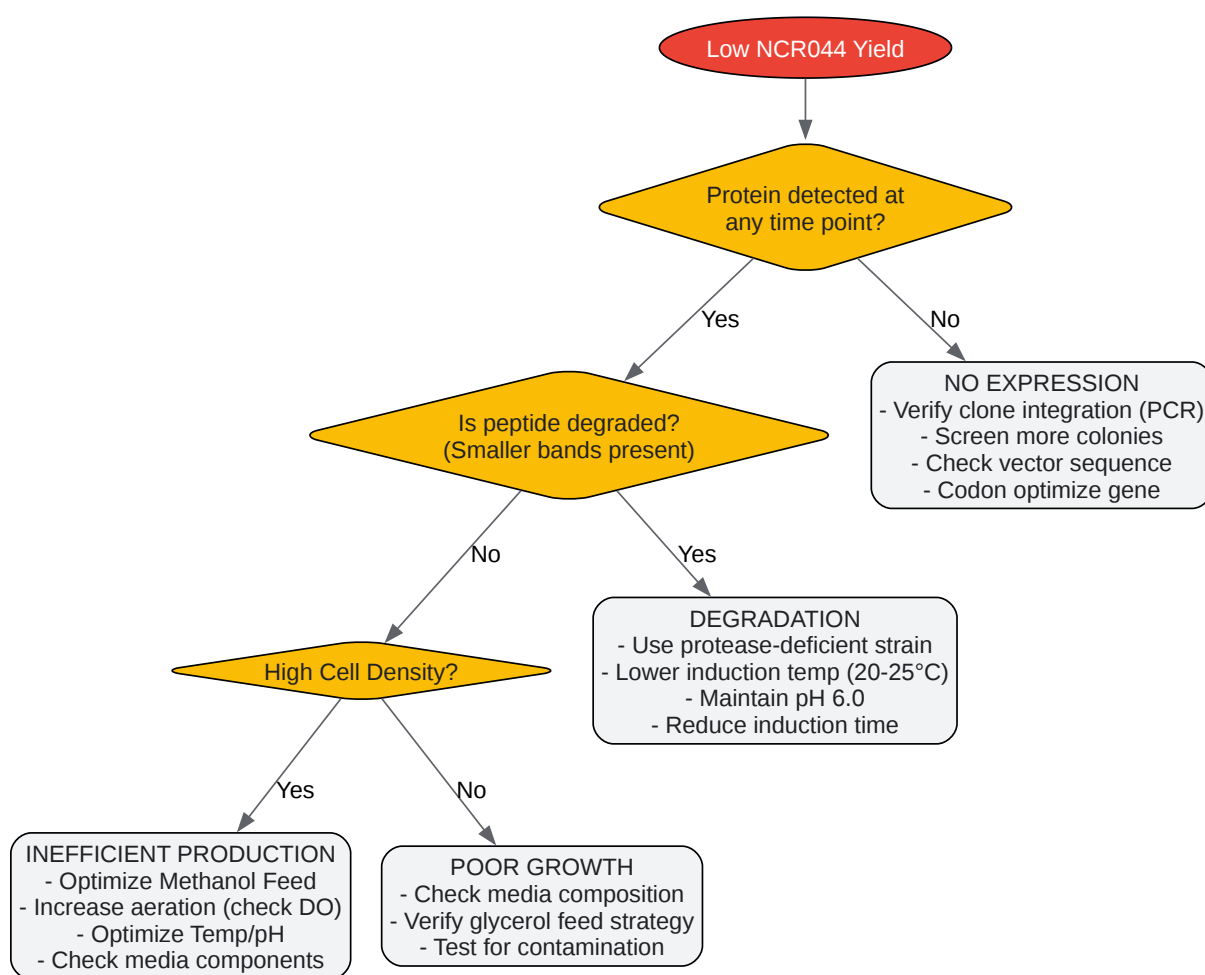 Low NCR044 Yield
Protein detected at
any time point?
Yes
No
NO EXPRESSION
- Verify clone integration (PCR)
- Screen more colonies
- Check vector sequence
- Codon optimize gene
Is peptide degraded?
(Smaller bands present)
No
Yes
DEGRADATION
- Use protease-deficient strain
- Lower induction temp (20-25°C)
- Maintain pH 6.0
- Reduce induction time
High Cell Density?
Yes
No
INEFFICIENT PRODUCTION
- Optimize Methanol Feed
- Increase aeration (check DO)
- Optimize Temp/pH
- Check media components
POOR GROWTH
- Check media composition
- Verify glycerol feed strategy
- Test for contamination